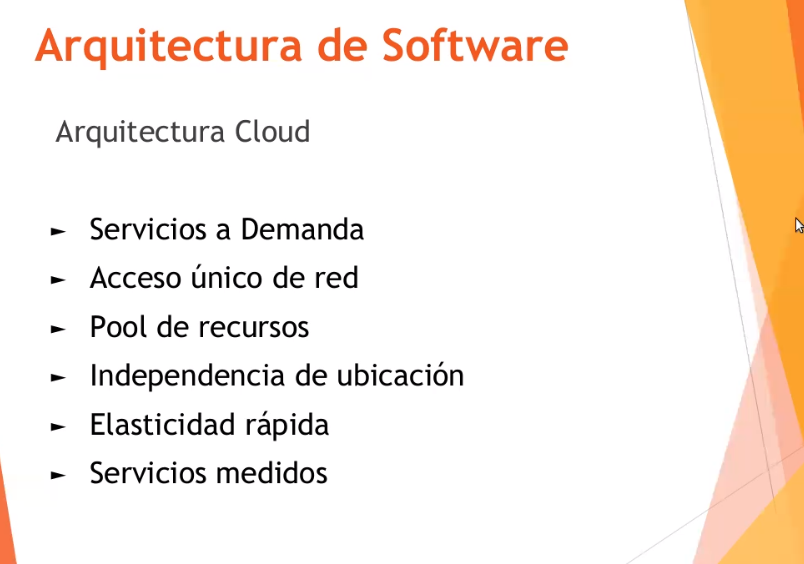 Arquitectura de Software
Arquitectura Cloud
► Servicios a Demanda
► Acceso único de red
► Pool de recursos
► Independencia de ubicación
► Elasticidad rápida
► Servicios medidos